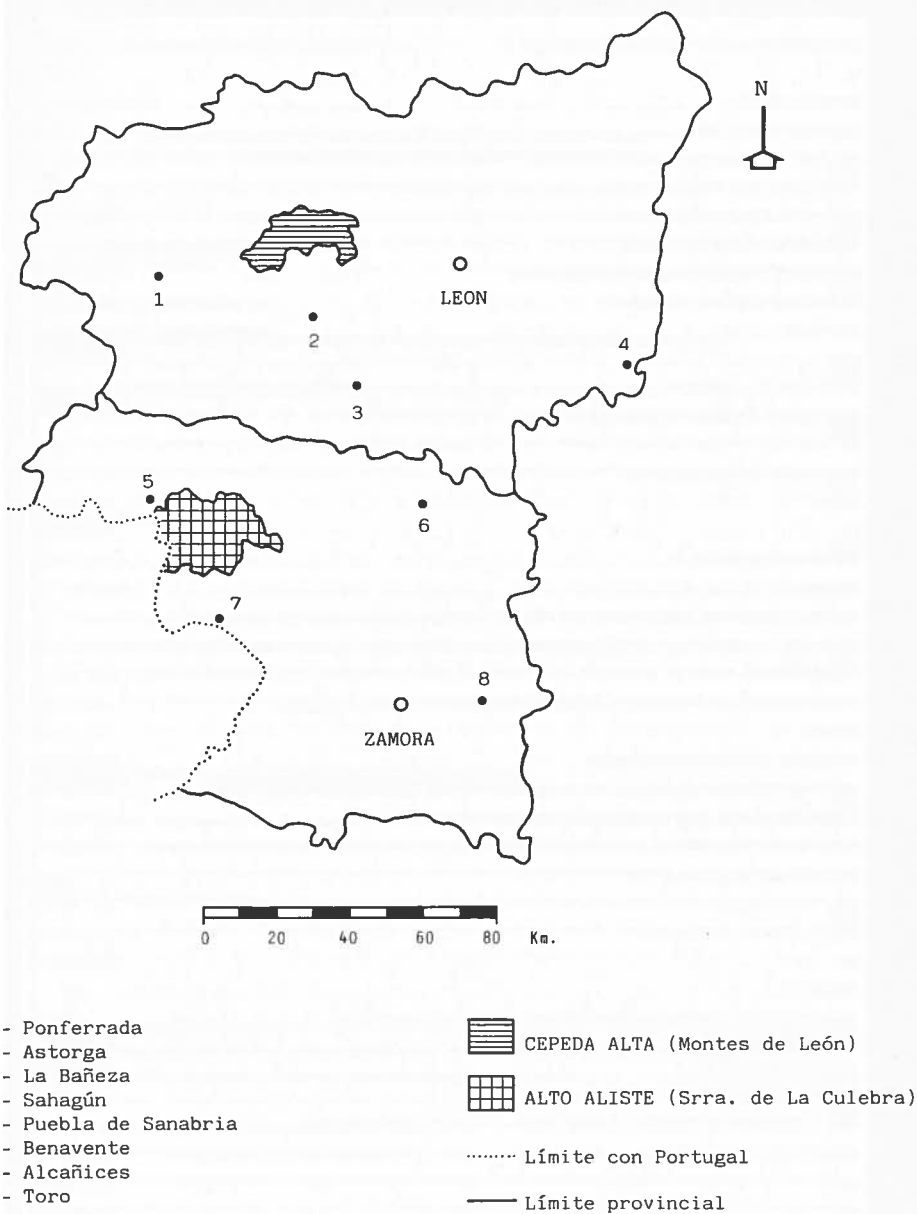 N
LEON
1
2
3
4
5
6
7
8
ZAMORA
0 20 40 60 80 Km.
- Ponferrada
- Astorga
- La Bañeza
- Sahagún
- Puebla de Sanabria
- Benavente
- Alcañices
- Toro
CEPEDA ALTA (Montes de León)
ALTO ALISTE (Srra. de La Culebra)
Límite con Portugal
Límite provincial